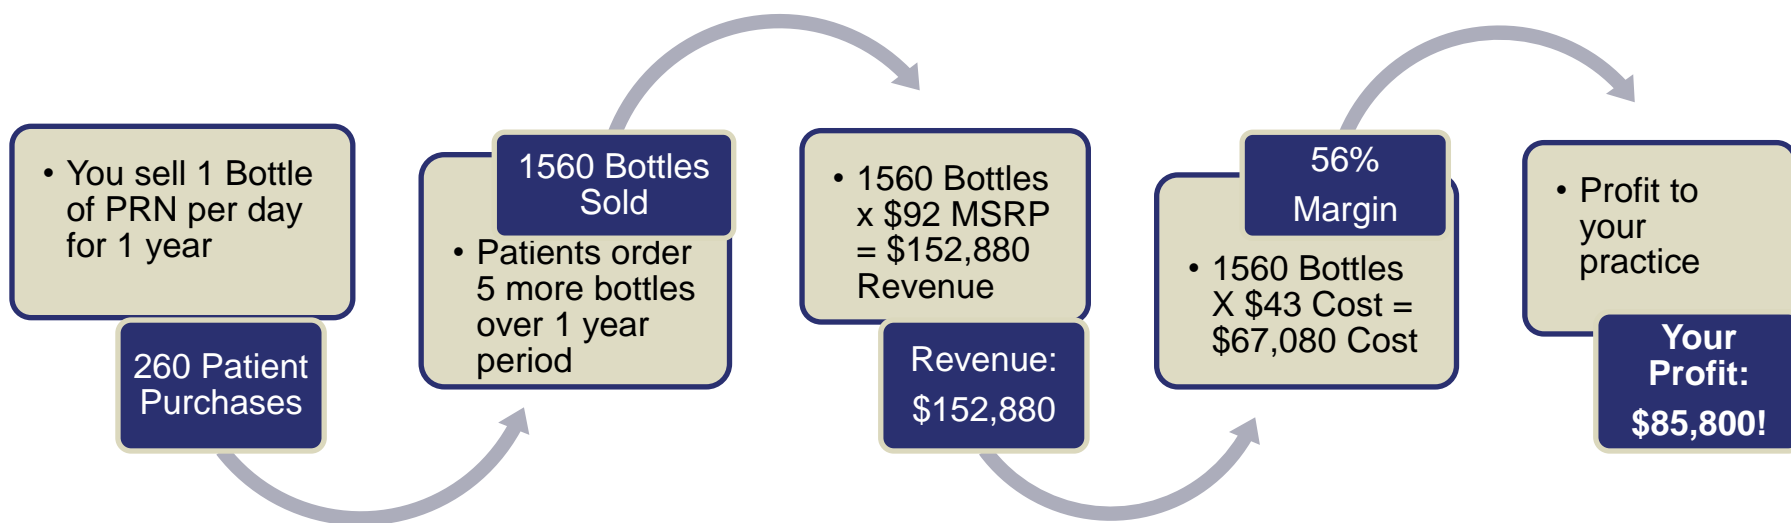 • You sell 1 Bottle
of PRN per day
for 1 year
260 Patient
Purchases
1560 Bottles
Sold
• Patients order
5 more bottles
over 1 year
period
• 1560 Bottles
x $92 MSRP
= $152,880
Revenue
Revenue:
$152,880
56%
Margin
• 1560 Bottles
X $43 Cost =
$67,080 Cost
• Profit to
your
practice
Your
Profit:
$85,800!